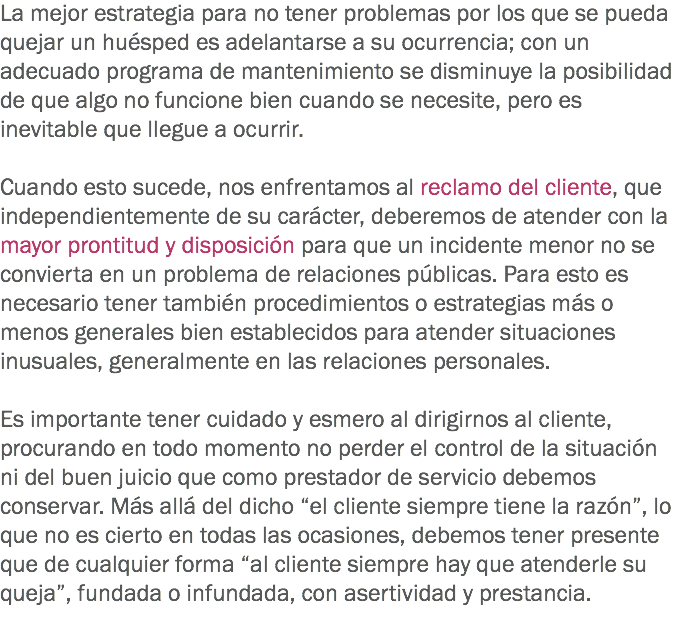 La mejor estrategia para no tener problemas por los que se pueda
quejar un huésped es adelantarse a su ocurrencia; con un
adecuado programa de mantenimiento se disminuye la posibilidad
de que algo no funcione bien cuando se necesite, pero es
inevitable que llegue a ocurrir.
Cuando esto sucede, nos enfrentamos al reclamo del cliente, que
independientemente de su carácter, deberemos de atender con la
mayor prontitud y disposición para que un incidente menor no se
convierta en un problema de relaciones públicas. Para esto es
necesario tener también procedimientos o estrategias más o
menos generales bien establecidos para atender situaciones
inusuales, generalmente en las relaciones personales.
Es importante tener cuidado y esmero al dirigirnos al cliente,
procurando en todo momento no perder el control de la situación
ni del buen juicio que como prestador de servicio debemos
conservar. Más allá del dicho “el cliente siempre tiene la razón”, lo
que no es cierto en todas las ocasiones, debemos tener presente
que de cualquier forma “al cliente siempre hay que atenderle su
queja”, fundada o infundada, con asertividad y prestancia.